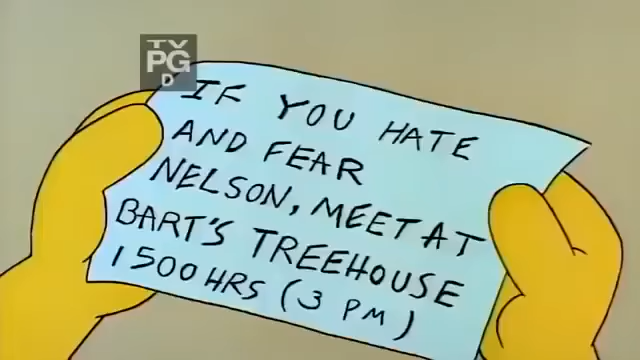 TV
PG
D
IF YOU HATE
AND FEAR
NELSON, MEET AT
BART'S TREEHOUSE
1500 HRS (3 PM)